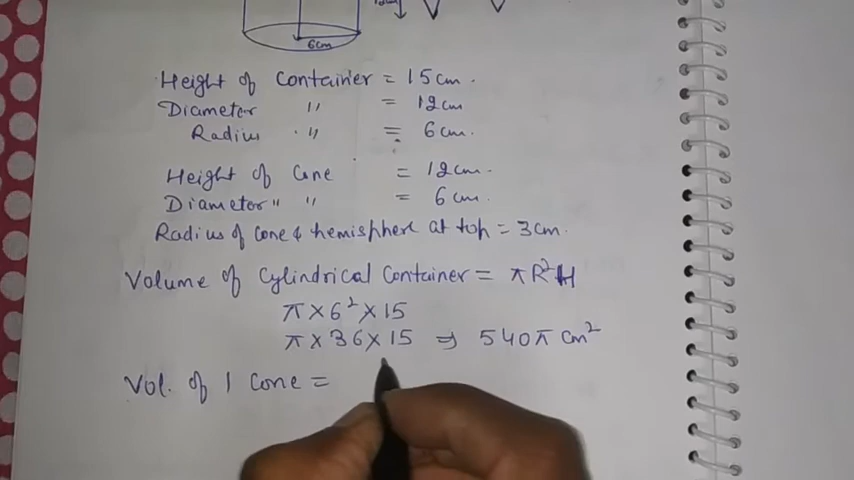 6cm
Height of Container = 15cm.
Diameter " = 12cm
Radius " = 6cm.
Height of Cone = 12cm.
Diameter " " = 6cm.
Radius of cone & hemisphere at top = 3cm.
Volume of Cylindrical Container = πR²H
π×6²×15
π×36×15 ⇒ 540π cm²
Vol. of 1 Cone =